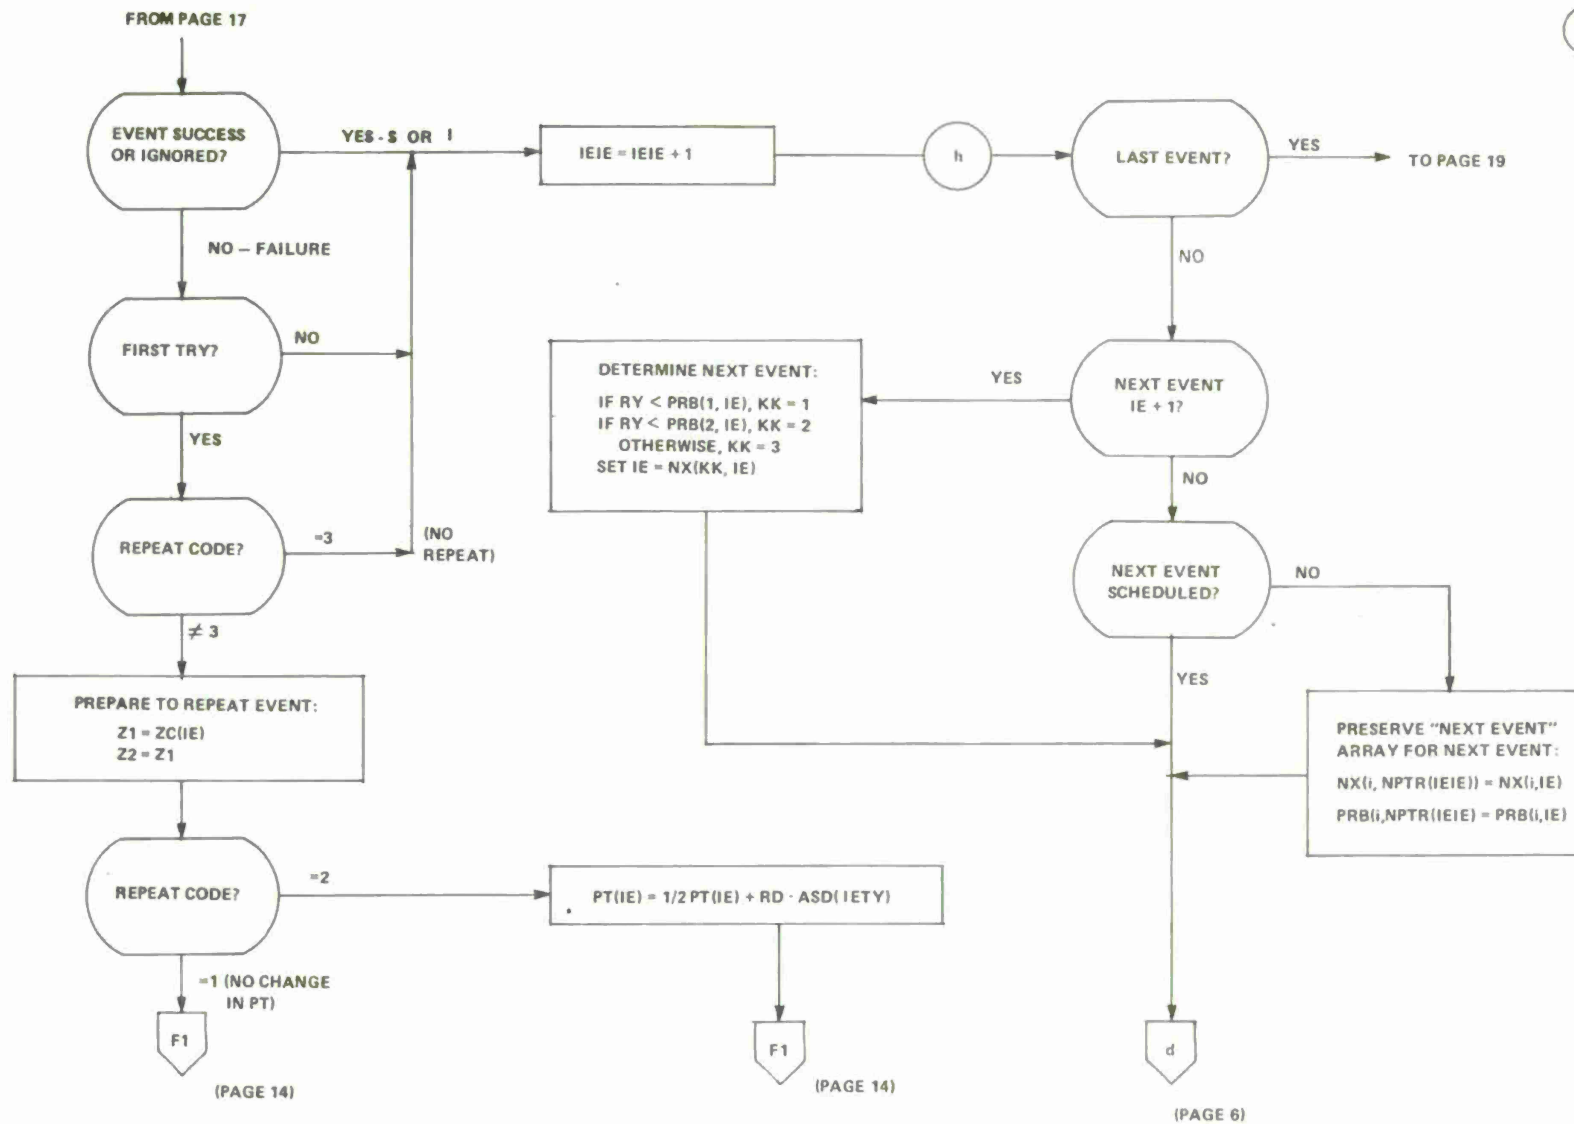 FROM PAGE 17
EVENT SUCCESS
OR IGNORED?
YES - S OR I
IEIE = IEIE + 1
h
LAST EVENT?
YES
TO PAGE 19
NO – FAILURE
NO
FIRST TRY?
NO
YES
DETERMINE NEXT EVENT:
IF RY < PRB(1, IE), KK = 1
IF RY < PRB(2, IE), KK = 2
OTHERWISE, KK = 3
SET IE = NX(KK, IE)
YES
NEXT EVENT
IE + 1?
NO
REPEAT CODE?
=3
(NO
REPEAT)
≠ 3
NEXT EVENT
SCHEDULED?
NO
YES
PREPARE TO REPEAT EVENT:
Z1 = ZC(IE)
Z2 = Z1
PRESERVE "NEXT EVENT"
ARRAY FOR NEXT EVENT:
NX(i, NPTR(IEIE)) = NX(i,IE)
PRB(i,NPTR(IEIE) = PRB(i,IE)
REPEAT CODE?
=2
PT(IE) = 1/2 PT(IE) + RD · ASD(IETY)
=1 (NO CHANGE
IN PT)
F1
(PAGE 14)
F1
(PAGE 14)
d
(PAGE 6)